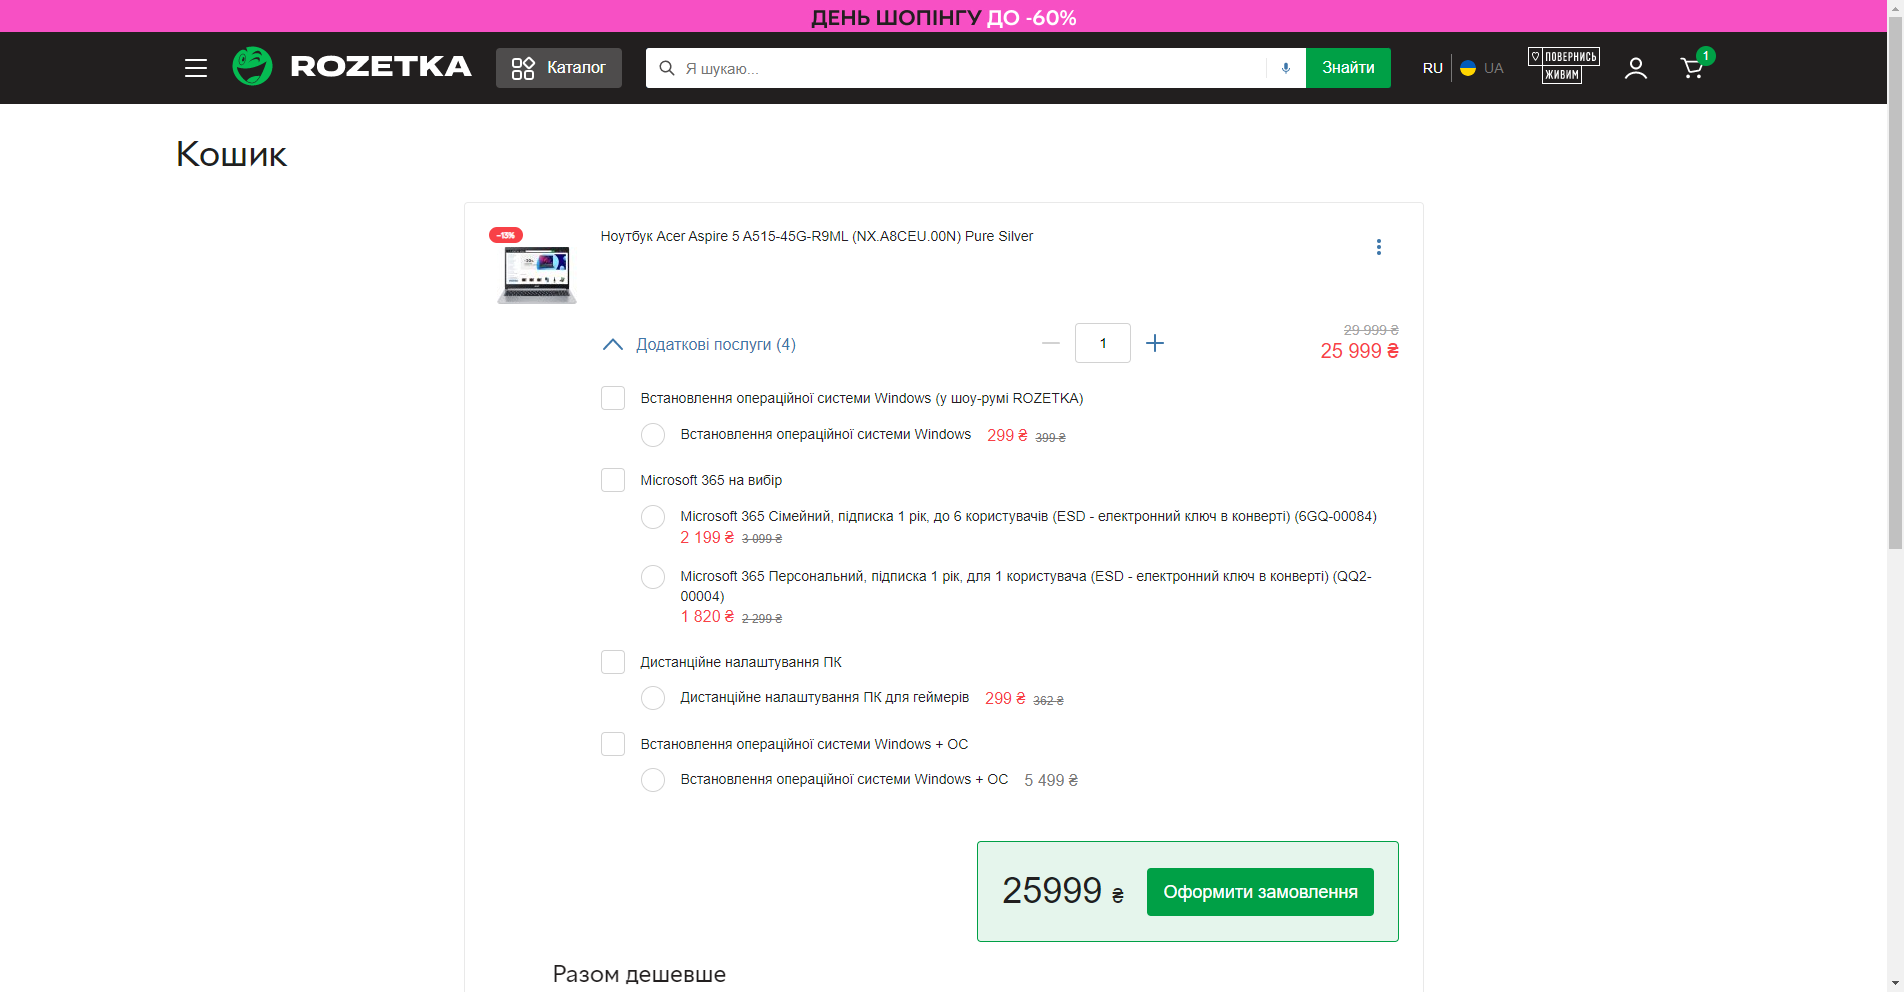 ДЕНЬ ШОПІНГУ ДО -60%
ROZETKA
Каталог
Я шукаю...
Знайти
RU
UA
ПОВЕРНИСЬ
ЖИВИМ
1
Кошик
-13%
Ноутбук Acer Aspire 5 A515-45G-R9ML (NX.A8CEU.00N) Pure Silver
Додаткові послуги (4)
1
29 999 ₴
25 999 ₴
Встановлення операційної системи Windows (у шоу-румі ROZETKA)
Встановлення операційної системи Windows 299 ₴ 399 ₴
Microsoft 365 на вибір
Microsoft 365 Сімейний, підписка 1 рік, до 6 користувачів (ESD - електронний ключ в конверті) (6GQ-00084)
2 199 ₴ 3 099 ₴
Microsoft 365 Персональний, підписка 1 рік, для 1 користувача (ESD - електронний ключ в конверті) (QQ2-
00004)
1 820 ₴ 2 299 ₴
Дистанційне налаштування ПК
Дистанційне налаштування ПК для геймерів 299 ₴ 362 ₴
Встановлення операційної системи Windows + ОС
Встановлення операційної системи Windows + ОС 5 499 ₴
25999 ₴
Оформити замовлення
Разом дешевше